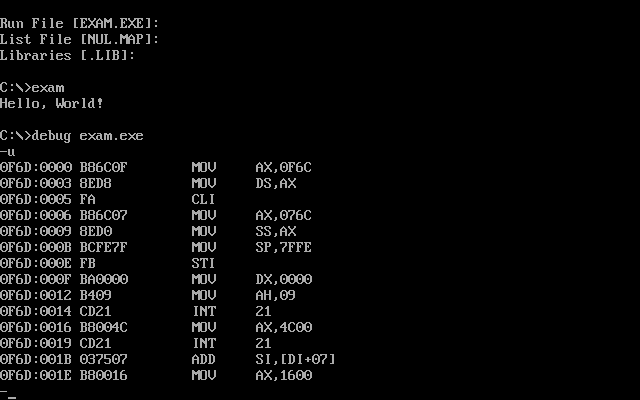 Run File [EXAM.EXE]:
List File [NUL.MAP]:
Libraries [.LIB]:
C:\>exam
Hello, World!
C:\>debug exam.exe
-u
0F6D:0000 B86C0F MOV AX,0F6C
0F6D:0003 8ED8 MOV DS,AX
0F6D:0005 FA CLI
0F6D:0006 B86C07 MOV AX,076C
0F6D:0009 8ED0 MOV SS,AX
0F6D:000B BCFE7F MOV SP,7FFE
0F6D:000E FB STI
0F6D:000F BA0000 MOV DX,0000
0F6D:0012 B409 MOV AH,09
0F6D:0014 CD21 INT 21
0F6D:0016 B8004C MOV AX,4C00
0F6D:0019 CD21 INT 21
0F6D:001B 037507 ADD SI,[DI+07]
0F6D:001E B80016 MOV AX,1600
-_